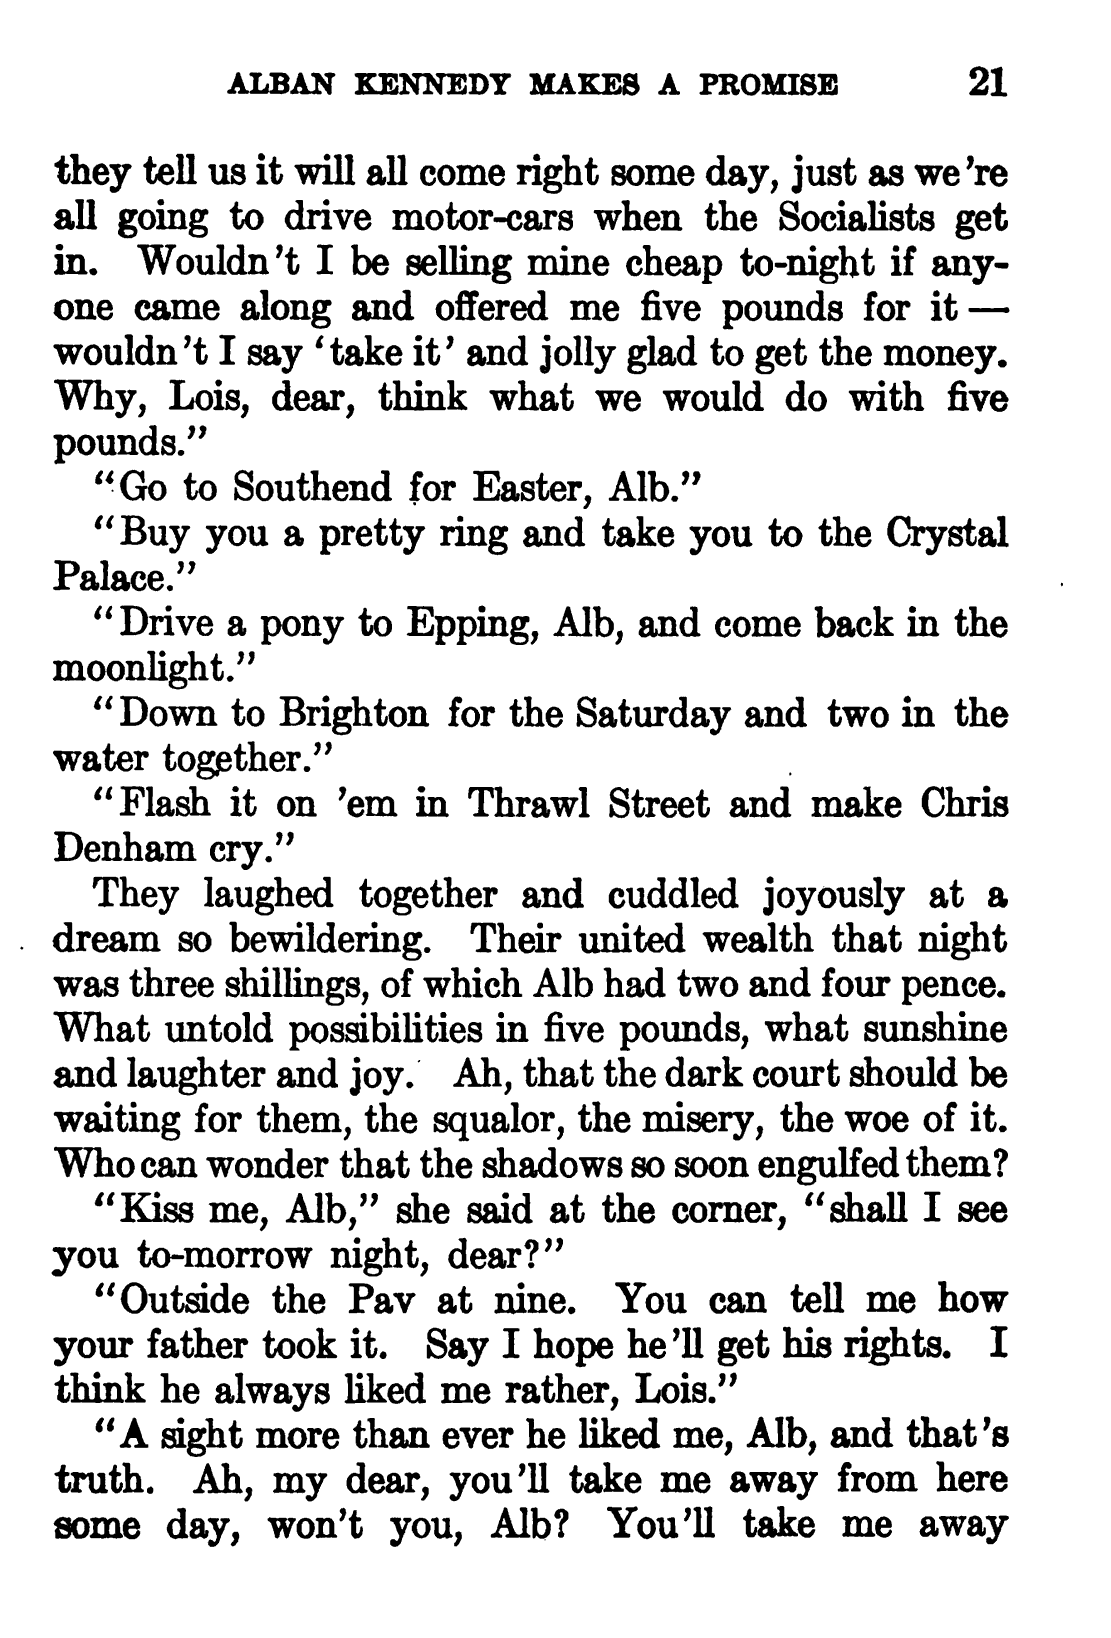 ALBAN KENNEDY MAKES A PROMISE 21
they tell us it will all come right some day, just as we're
all going to drive motor-cars when the Socialists get
in. Wouldn't I be selling mine cheap to-night if any-
one came along and offered me five pounds for it —
wouldn't I say 'take it' and jolly glad to get the money.
Why, Lois, dear, think what we would do with five
pounds."
"Go to Southend for Easter, Alb."
"Buy you a pretty ring and take you to the Crystal
Palace."
"Drive a pony to Epping, Alb, and come back in the
moonlight."
"Down to Brighton for the Saturday and two in the
water together."
"Flash it on 'em in Thrawl Street and make Chris
Denham cry."
They laughed together and cuddled joyously at a
dream so bewildering. Their united wealth that night
was three shillings, of which Alb had two and four pence.
What untold possibilities in five pounds, what sunshine
and laughter and joy. Ah, that the dark court should be
waiting for them, the squalor, the misery, the woe of it.
Who can wonder that the shadows so soon engulfed them?
"Kiss me, Alb," she said at the corner, "shall I see
you to-morrow night, dear?"
"Outside the Pav at nine. You can tell me how
your father took it. Say I hope he'll get his rights. I
think he always liked me rather, Lois."
"A sight more than ever he liked me, Alb, and that's
truth. Ah, my dear, you'll take me away from here
some day, won't you, Alb? You'll take me away